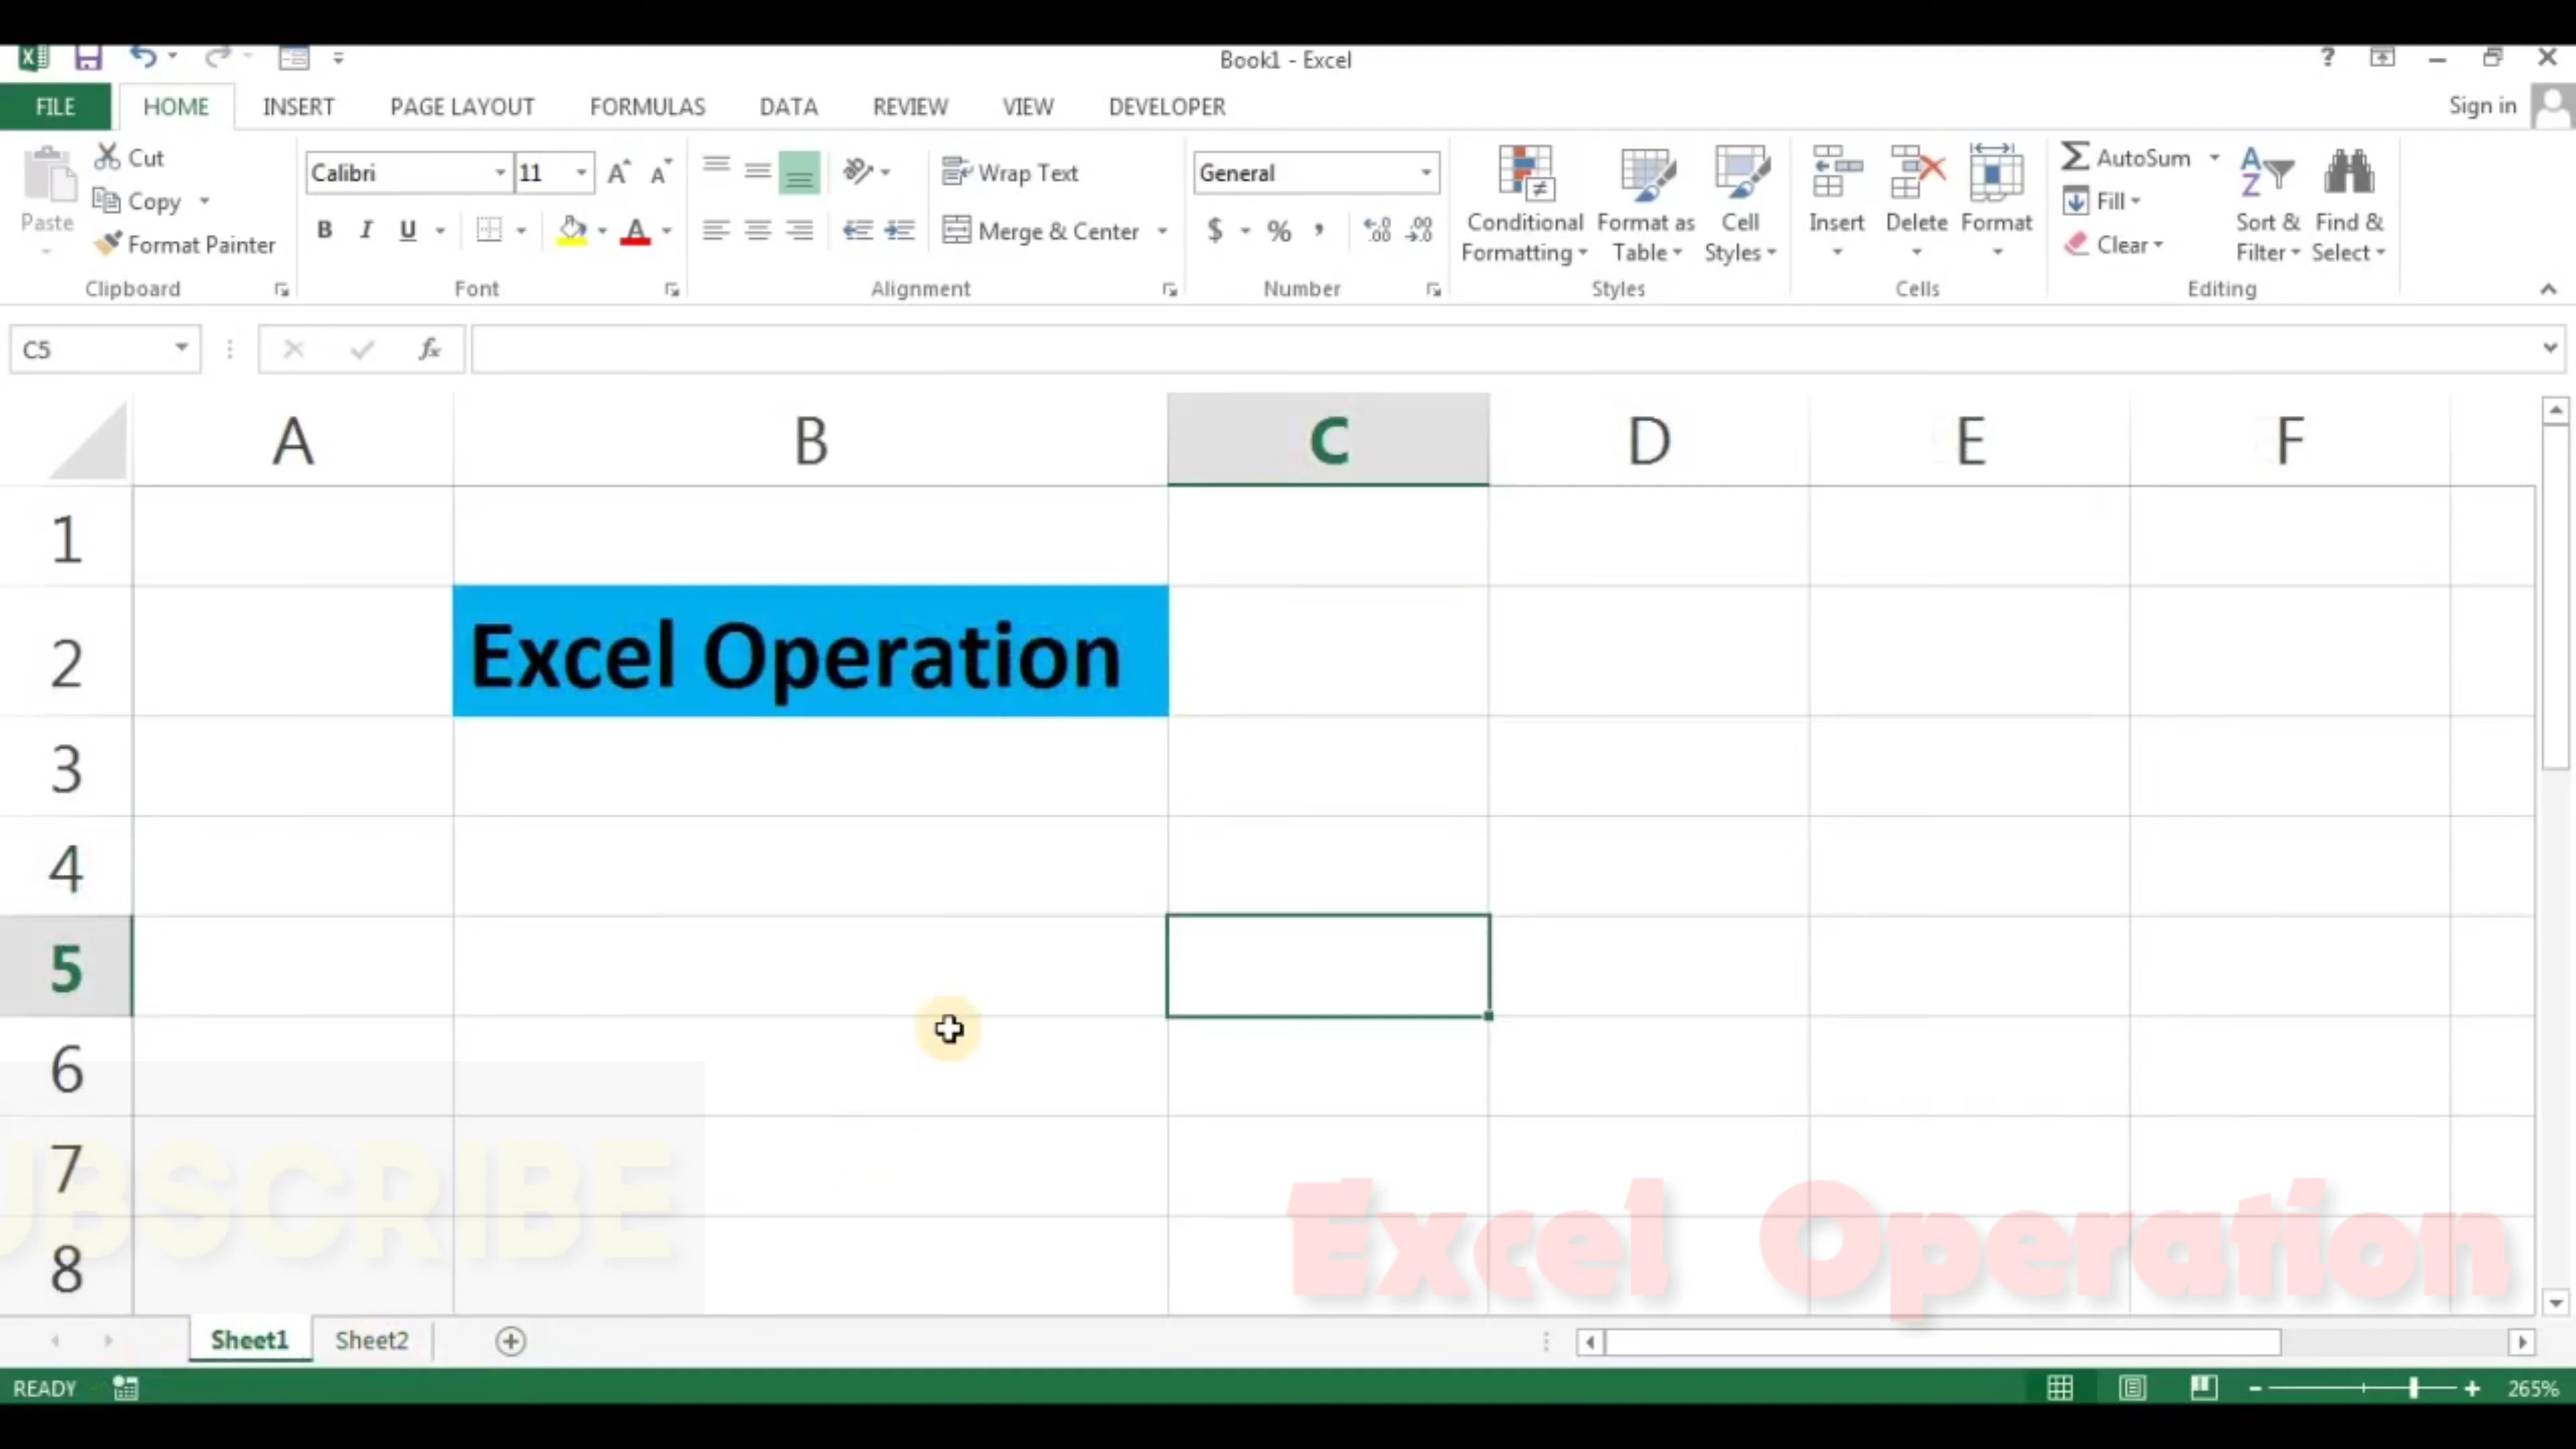 Book1 - Excel
FILE HOME INSERT PAGE LAYOUT FORMULAS DATA REVIEW VIEW DEVELOPER Sign in
Paste Cut Copy Format Painter
Clipboard
Calibri 11
B I U
Font
Wrap Text
Merge & Center
Alignment
General
$ % ,
Number
Conditional Formatting Format as Table Cell Styles
Styles
Insert Delete Format
Cells
AutoSum
Fill
Clear
Sort & Filter Find & Select
Editing
C5 fx
A B C D E F
1
2 Excel Operation
3
4
5
6
7
8
UBSCRIBE
Excel Operation
Sheet1 Sheet2
READY 265%